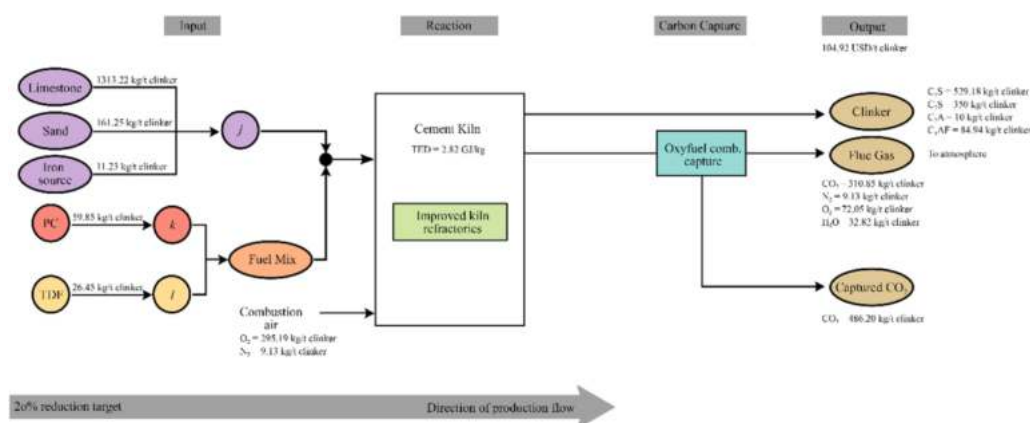 Input
Reaction
Carbon Capture
Output
104.92 USD/t clinker
Limestone
1313.22 kg/t clinker
Sand
161.25 kg/t clinker
Iron
source
11.23 kg/t clinker
j
PC
59.85 kg/t clinker
k
TDF
26.45 kg/t clinker
l
Fuel Mix
Combustion
air
O₂ = 295.19 kg/t clinker
N₂ 9.13 kg/t clinker
Cement Kiln
TED = 2.82 GJ/kg
Improved kiln
refractories
Oxyfuel comb.
capture
Clinker
C₃S = 529.18 kg/t clinker
C₂S = 350 kg/t clinker
C₃A = 10 kg/t clinker
C₄AF = 84.94 kg/t clinker
Flue Gas
To atmosphere
CO₂ = 310.85 kg/t clinker
N₂ = 9.13 kg/t clinker
O₂ = 72.05 kg/t clinker
H₂O 32.82 kg/t clinker
Captured CO₂
CO₂ 486.20 kg/t clinker
2o% reduction target
Direction of production flow